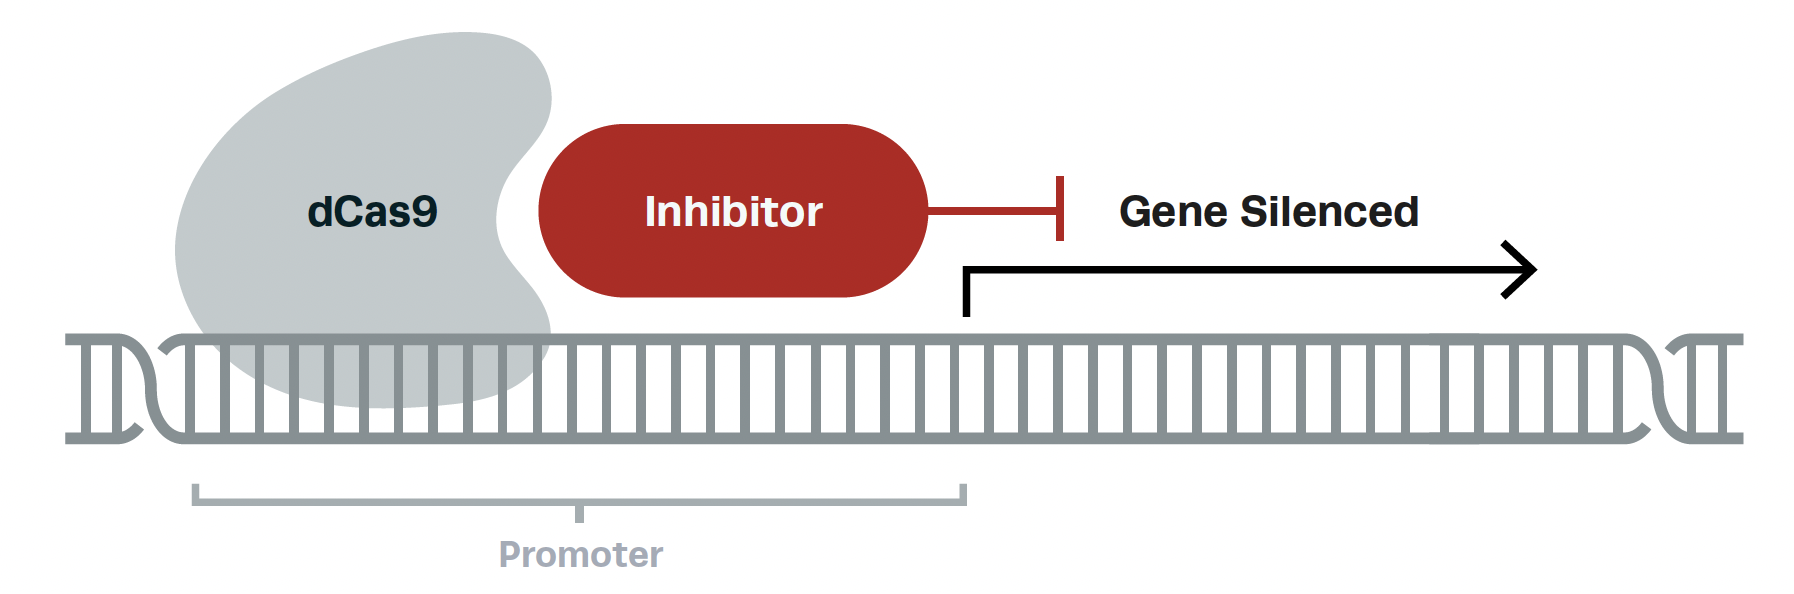 dCas9
Inhibitor
Gene Silenced
Promoter